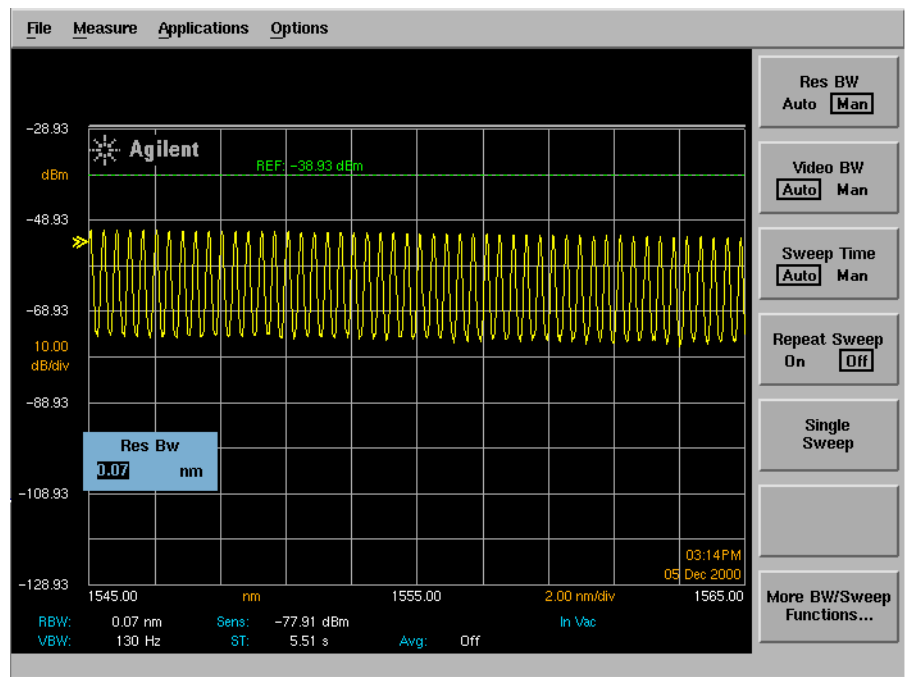 File Measure Applications Options
Res BW
Auto Man
-28.93
Agilent
dBm
REF: -38.93 dBm
Video BW
Auto Man
-48.93
Sweep Time
Auto Man
-68.93
10.00
dB/div
Repeat Sweep
On Off
-88.93
Res Bw
0.07 nm
Single
Sweep
-108.93
03:14PM
05 Dec 2000
-128.93
1545.00 nm 1555.00 2.00 nm/div 1565.00
More BW/Sweep
Functions...
RBW: 0.07 nm Sens: -77.91 dBm In Vac
VBW: 130 Hz ST: 5.51 s Avg: Off